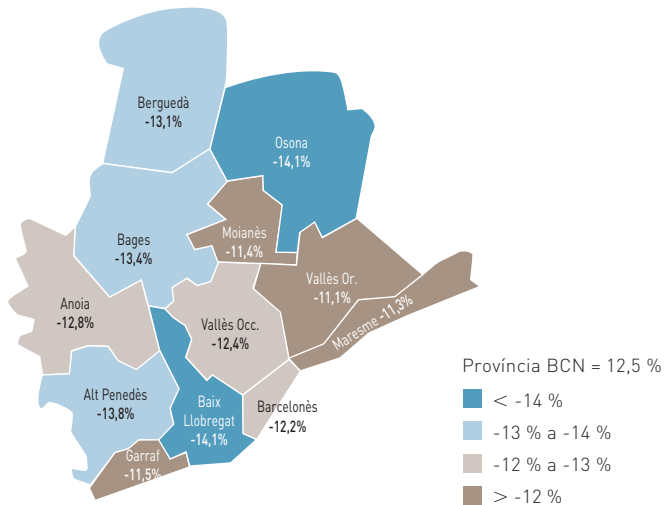 Berguedà
-13,1%
Osona
-14,1%
Moianès
-11,4%
Bages
-13,4%
Vallès Or.
-11,1%
Anoia
-12,8%
Vallès Occ.
-12,4%
Maresme -11,3%
Alt Penedès
-13,8%
Baix
Llobregat
-14,1%
Barcelonès
-12,2%
Garraf
-11,5%
Província BCN = 12,5 %
< -14 %
-13 % a -14 %
-12 % a -13 %
> -12 %